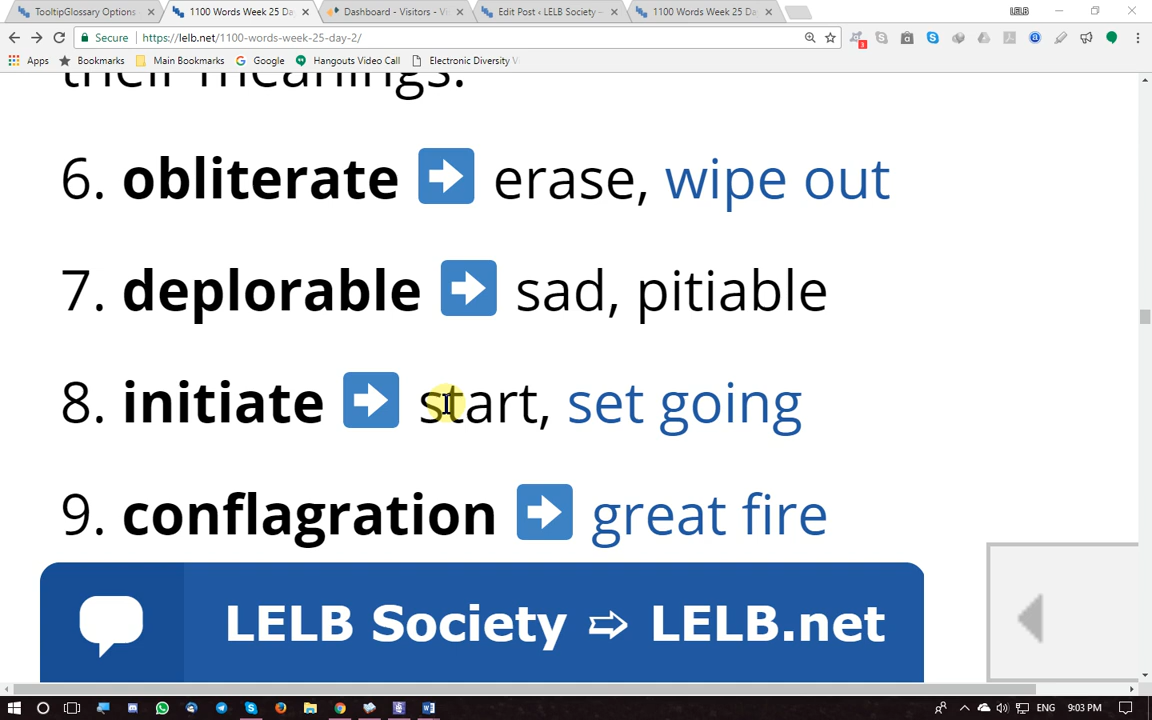 TooltipGlossary Options
1100 Words Week 25 Da
Dashboard - Visitors - Vi
Edit Post ‹ LELB Society –
1100 Words Week 25 Da
LELB
Secure
https://lelb.net/1100-words-week-25-day-2/
Apps
Bookmarks
Main Bookmarks
Google
Hangouts Video Call
Electronic Diversity Vi
their meanings.
6. obliterate ➡ erase, wipe out
7. deplorable ➡ sad, pitiable
8. initiate ➡ start, set going
9. conflagration ➡ great fire
LELB Society ⇨ LELB.net
ENG
9:03 PM